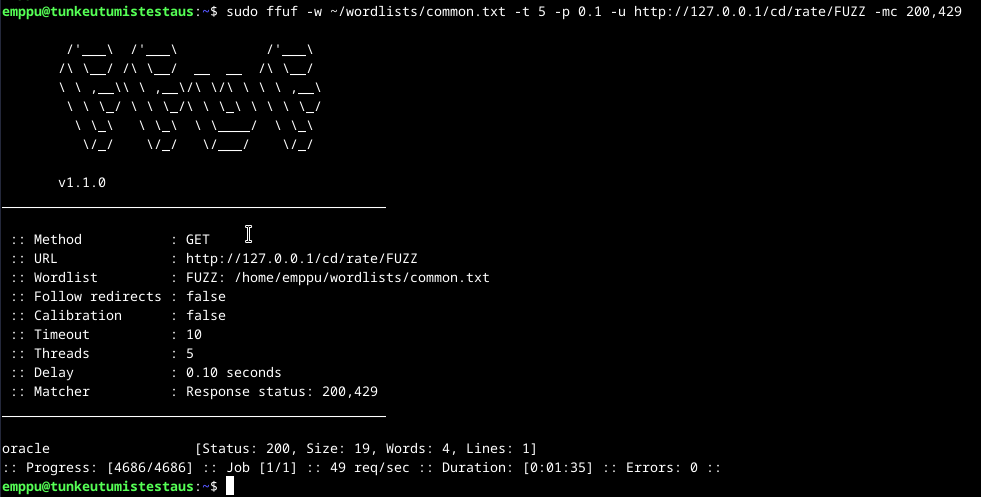 emppu@tunkeutumistestaus:~$ sudo ffuf -w ~/wordlists/common.txt -t 5 -p 0.1 -u http://127.0.0.1/cd/rate/FUZZ -mc 200,429
        /'___\  /'___\           /'___\
       /\ \__/ /\ \__/  __  __  /\ \__/
       \ \ ,__\\ \ ,__\/\ \/\ \ \ \ ,__\
        \ \ \_/ \ \ \_/\ \ \_\ \ \ \ \_/
         \ \_\   \ \_\  \ \____/  \ \_\
          \/_/    \/_/   \/___/    \/_/
v1.1.0
________________________________________________
:: Method : GET
:: URL : http://127.0.0.1/cd/rate/FUZZ
:: Wordlist : FUZZ: /home/emppu/wordlists/common.txt
:: Follow redirects : false
:: Calibration : false
:: Timeout : 10
:: Threads : 5
:: Delay : 0.10 seconds
:: Matcher : Response status: 200,429
________________________________________________
oracle [Status: 200, Size: 19, Words: 4, Lines: 1]
:: Progress: [4686/4686] :: Job [1/1] :: 49 req/sec :: Duration: [0:01:35] :: Errors: 0 ::
emppu@tunkeutumistestaus:~$